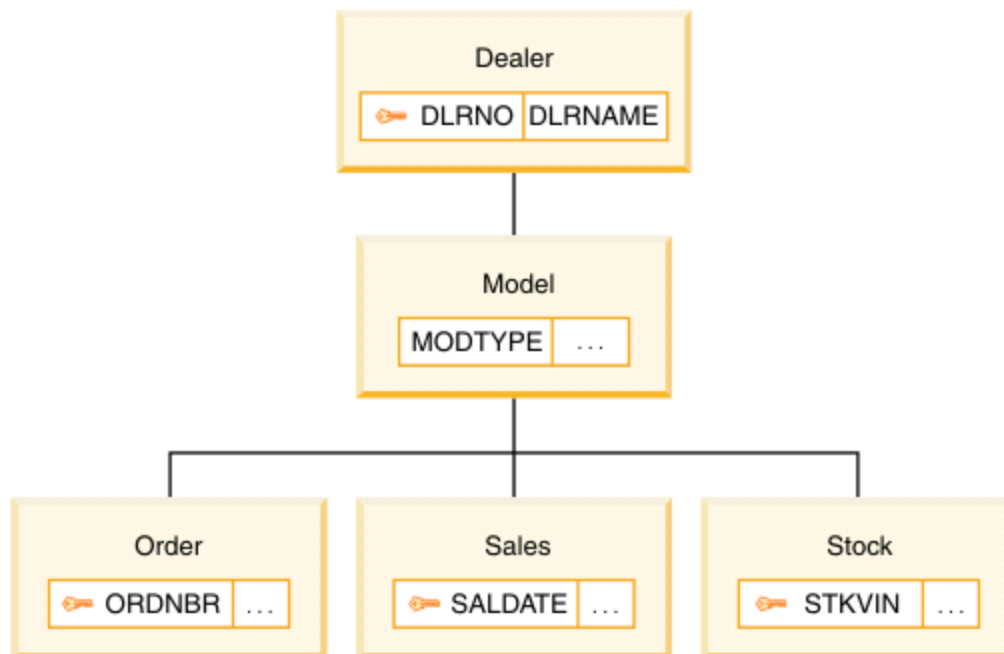 Dealer
DLRNO DLRNAME
Model
MODTYPE ...
Order Sales Stock
ORDNBR ... SALDATE ... STKVIN ...